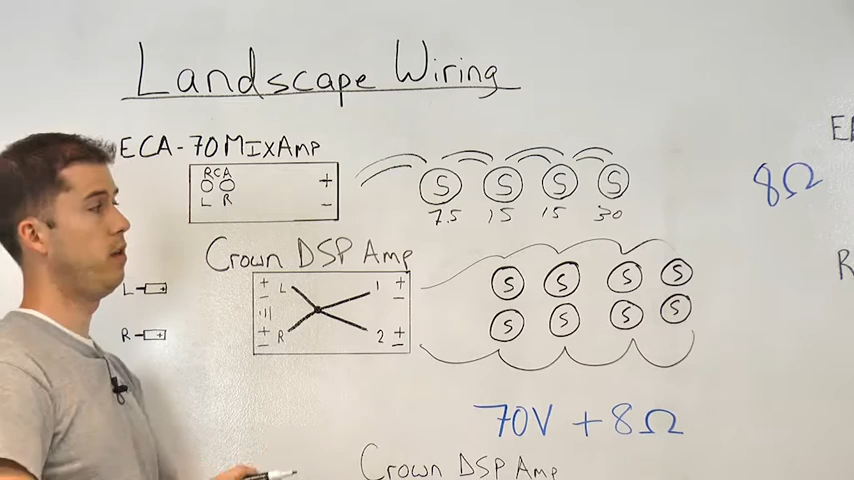 Landscape Wiring
ECA-70MIXAMP
RCA
L R
+
-
S S S S
7.5 15 15 30
8Ω
Crown DSP Amp
+ L 1 +
- -
+ R 2 +
- -
L + 
R +
S S S S
S S S S
70V + 8Ω
Crown DSP Amp
R